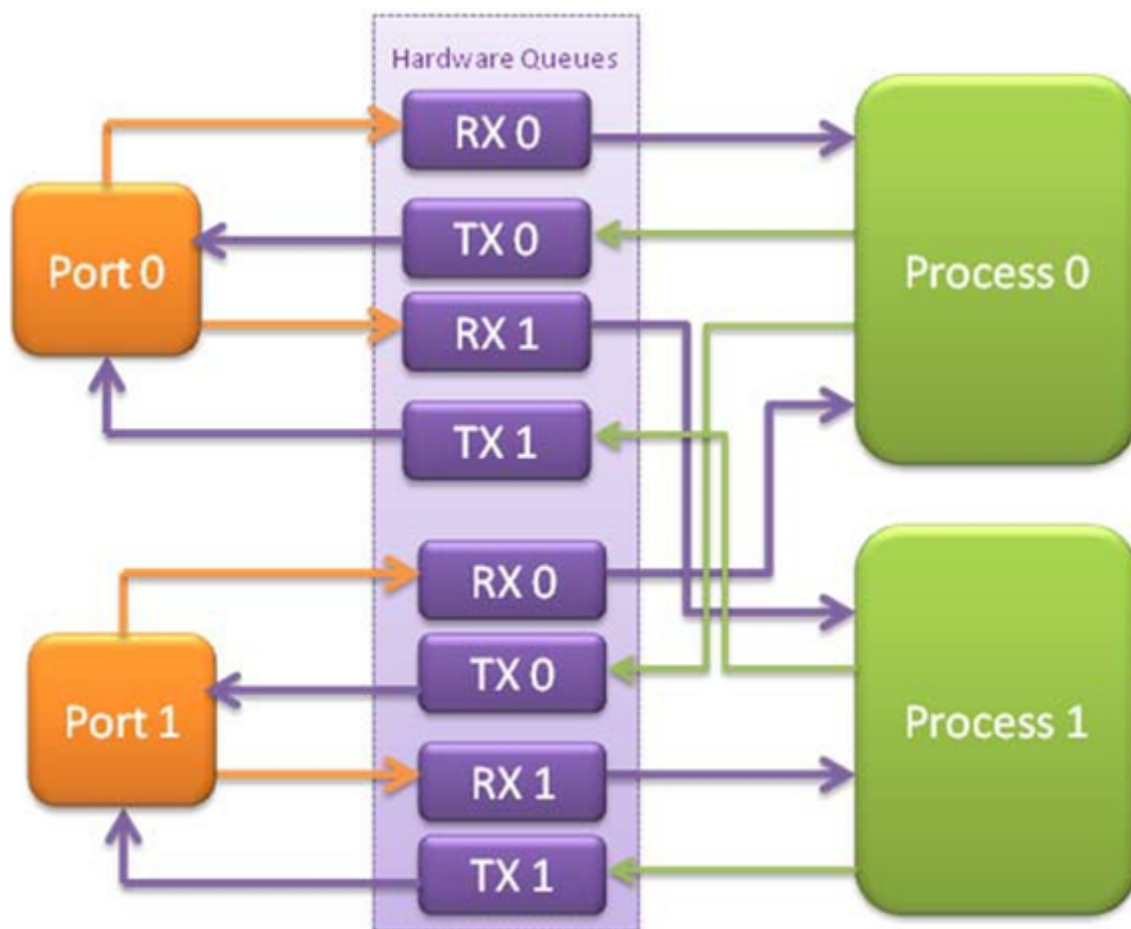 Hardware Queues
RX 0
TX 0
Port 0
RX 1
TX 1
Process 0
RX 0
TX 0
Port 1
RX 1
TX 1
Process 1